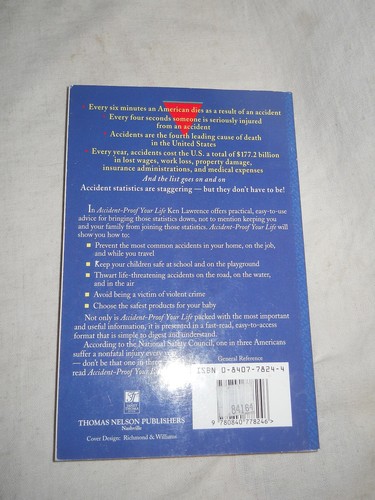 Every six minutes an American dies as a result of an accident
Every four seconds someone is seriously injured
from an accident
Accidents are the fourth leading cause of death
in the United States
Every year, accidents cost the U.S. a total of $177.2 billion
in lost wages, work loss, property damage,
insurance administrations, and medical expenses
And the list goes on and on
Accident statistics are staggering — but they don't have to be!
In Accident-Proof Your Life Ken Lawrence offers practical, easy-to-use
advice for bringing those statistics down, not to mention keeping you
and your family from joining those statistics. Accident-Proof Your Life will
show you how to:
Prevent the most common accidents in your home, on the job,
and while you travel
Keep your children safe at school and on the playground
Thwart life-threatening accidents on the road, on the water,
and in the air
Avoid being a victim of violent crime
Choose the safest products for your baby
Not only is Accident-Proof Your Life packed with the most important
and useful information, it is presented in a fast-read, easy-to-access
format that is simple to digest and understand.
According to the National Safety Council, one in three Americans
suffer a nonfatal injury every
— don't be that one in three
read Accident-Proof Your
General Reference
ISBN 0-8407-7824-4
9 780840 778246
THOMAS NELSON PUBLISHERS
Nashville
Cover Design: Richmond & Williams